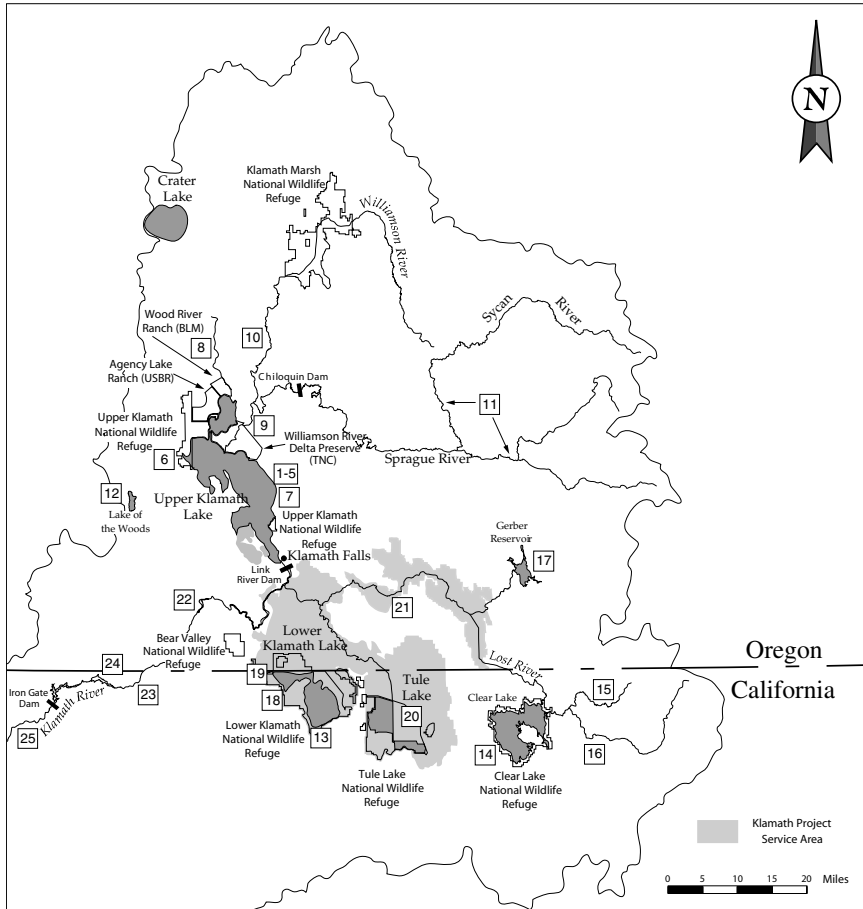 N
Crater
Lake
Klamath Marsh
National Wildlife
Refuge
Williamson River
Sycan
River
Wood River
Ranch (BLM)
8
10
Agency Lake
Ranch (USBR)
Chiloquin Dam
11
Upper Klamath
National Wildlife
Refuge
9
Williamson River
Delta Preserve
(TNC)
Sprague River
6
1-5
7
12
Lake of
the Woods
Upper Klamath
Lake
Upper Klamath
National Wildlife
Refuge
Gerber
Reservoir
17
Klamath Falls
Link
River Dam
22
21
Bear Valley
National Wildlife
Refuge
Lower
Klamath Lake
Lost River
Oregon
California
24
23
Iron Gate
Dam
Klamath River
25
19
18
13
Lower Klamath
National Wildlife
Refuge
Tule
Lake
20
Tule Lake
National Wildlife
Refuge
Clear Lake
14
15
16
Clear Lake
National Wildlife
Refuge
Klamath Project
Service Area
0 5 10 15 20 Miles